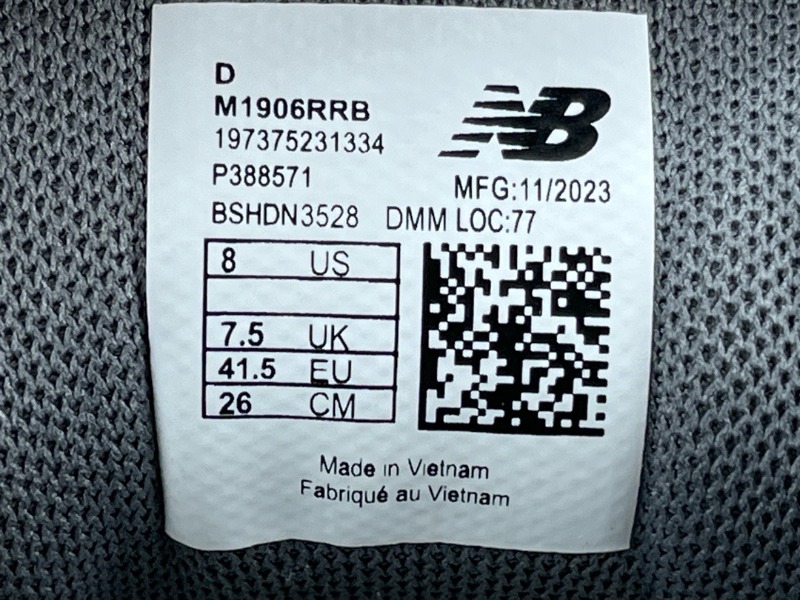 D
M1906RRB
197375231334
NB
P388571
MFG:11/2023
BSHDN3528 DMM LOC:77
8 US
7.5 UK
41.5 EU
26 CM
Made in Vietnam
Fabriqué au Vietnam